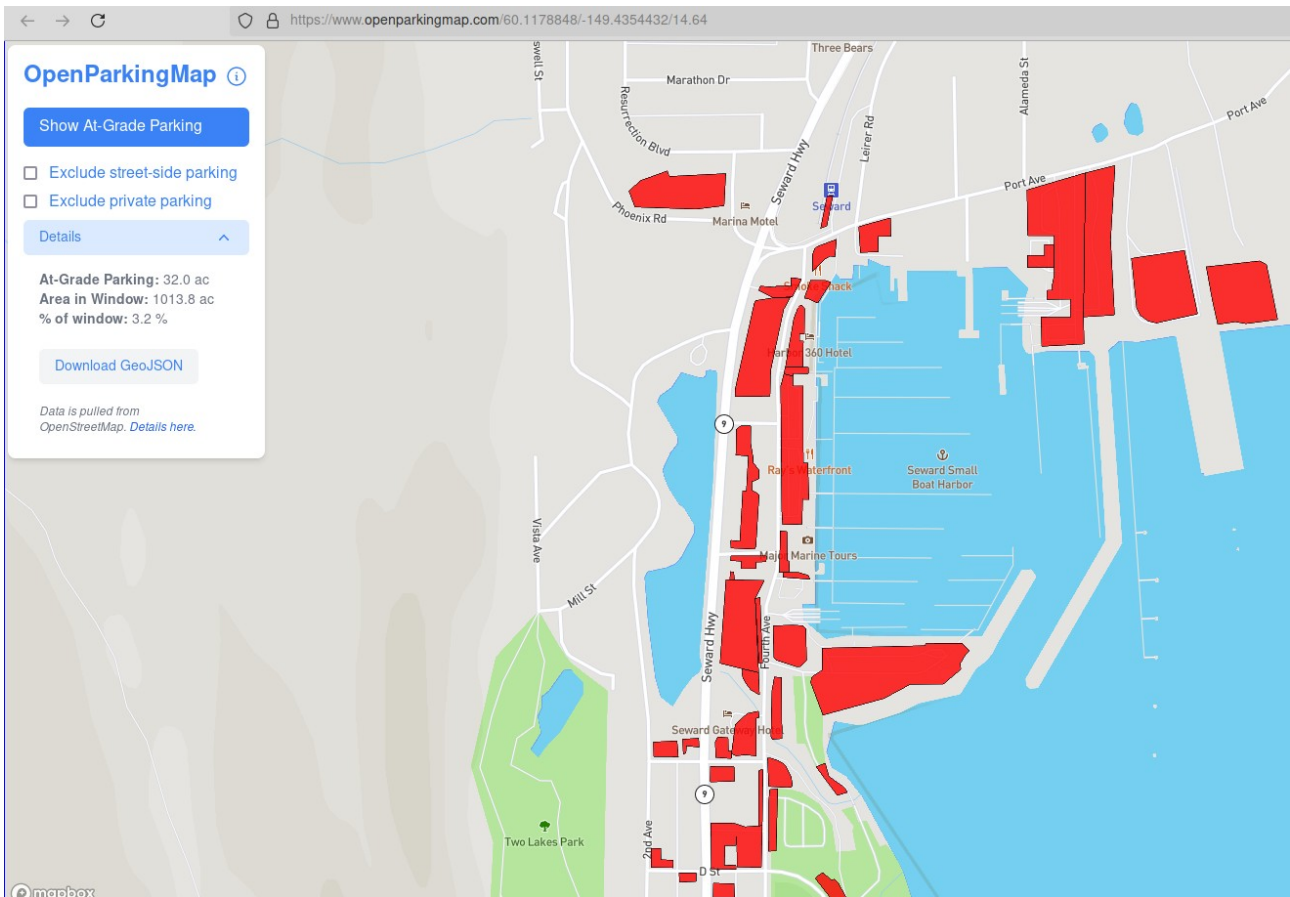 https://www.openparkingmap.com/60.1178848/-149.4354432/14.64
OpenParkingMap
Show At-Grade Parking
Exclude street-side parking
Exclude private parking
Details
At-Grade Parking: 32.0 ac
Area in Window: 1013.8 ac
% of window: 3.2 %
Download GeoJSON
Data is pulled from
OpenStreetMap. Details here.
Three Bears
swell St
Marathon Dr
Alameda St
Port Ave
Resurrection Blvd
Leirer Rd
Seward Hwy
Port Ave
Seward
Phoenix Rd
Marina Motel
Smoke Shack
Harbor 360 Hotel
9
Ray's Waterfront
Seward Small
Boat Harbor
Vista Ave
Major Marine Tours
Mill St
Seward Hwy
Fourth Ave
Seward Gateway Hotel
9
2nd Ave
Two Lakes Park
D St
mapbox